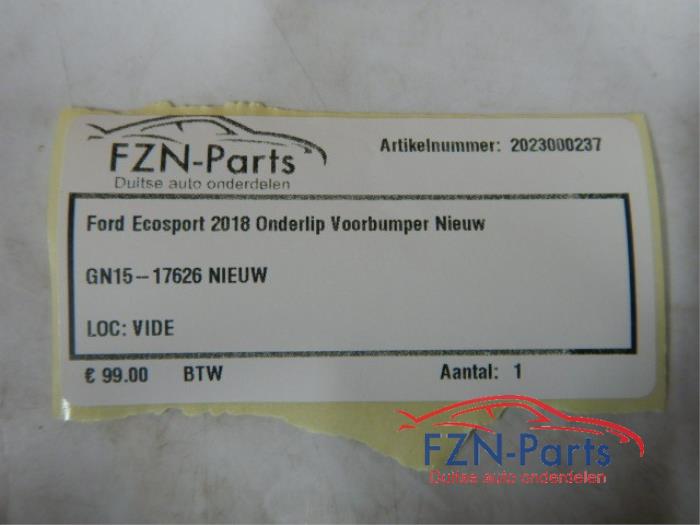 FZN-Parts
Duitse auto onderdelen
Artikelnummer: 2023000237
Ford Ecosport 2018 Onderlip Voorbumper Nieuw
GN15-17626 NIEUW
LOC: VIDE
€ 99.00 BTW Aantal: 1
FZN-Parts
Duitse auto onderdelen